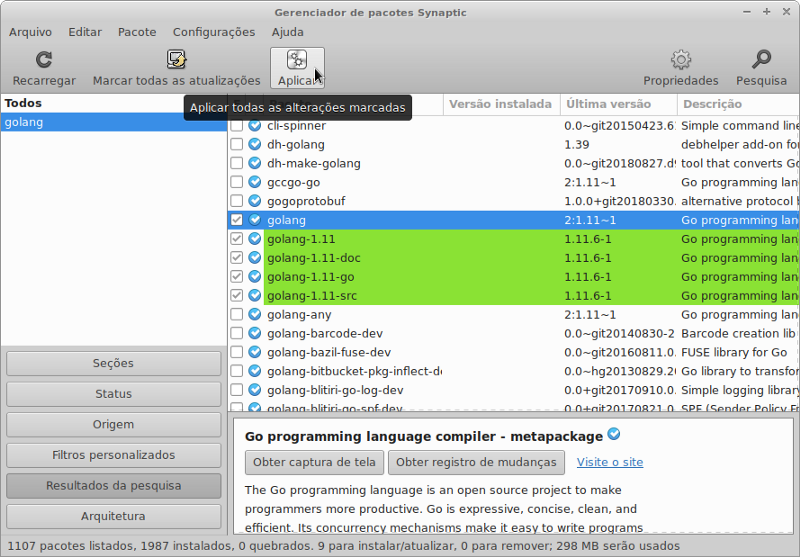 Gerenciador de pacotes Synaptic
Arquivo Editar Pacote Configurações Ajuda
Recarregar Marcar todas as atualizações Aplicar Propriedades Pesquisa
Aplicar todas as alterações marcadas
Todos
golang
Versão instalada Última versão Descrição
cli-spinner 0.0~git20150423.6 Simple command line
dh-golang 1.39 debhelper add-on for
dh-make-golang 0.0~git20180827.d tool that converts Go
gccgo-go 2:1.11~1 Go programming lan
gogoprotobuf 1.0.0+git20180330. alternative protocol b
golang 2:1.11~1 Go programming lan
golang-1.11 1.11.6-1 Go programming lan
golang-1.11-doc 1.11.6-1 Go programming lan
golang-1.11-go 1.11.6-1 Go programming lan
golang-1.11-src 1.11.6-1 Go programming lan
golang-any 2:1.11~1 Go programming lan
golang-barcode-dev 0.0~git20140830-2 Barcode creation lib
golang-bazil-fuse-dev 0.0~git20160811.0. FUSE library for Go
golang-bitbucket-pkg-inflect-de 0.0~hg20130829.2 Go library to transfor
golang-blitiri-go-log-dev 0.0+git20170910.0. Simple logging library
golang-blitiri-go-spf-dev 0.0+git20170821.0 SPF (Sender Policy F
Seções
Status
Origem
Filtros personalizados
Resultados da pesquisa
Arquitetura
Go programming language compiler - metapackage
Obter captura de tela Obter registro de mudanças Visite o site
The Go programming language is an open source project to make
programmers more productive. Go is expressive, concise, clean, and
efficient. Its concurrency mechanisms make it easy to write programs
1107 pacotes listados, 1987 instalados, 0 quebrados. 9 para instalar/atualizar, 0 para remover; 298 MB serão usados